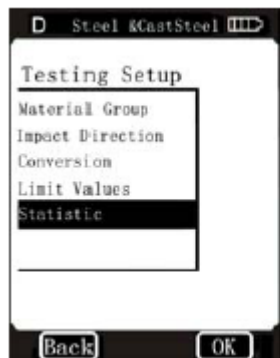 D Steel &CastSteel
Testing Setup
Material Group
Impact Direction
Conversion
Limit Values
Statistic
Back OK